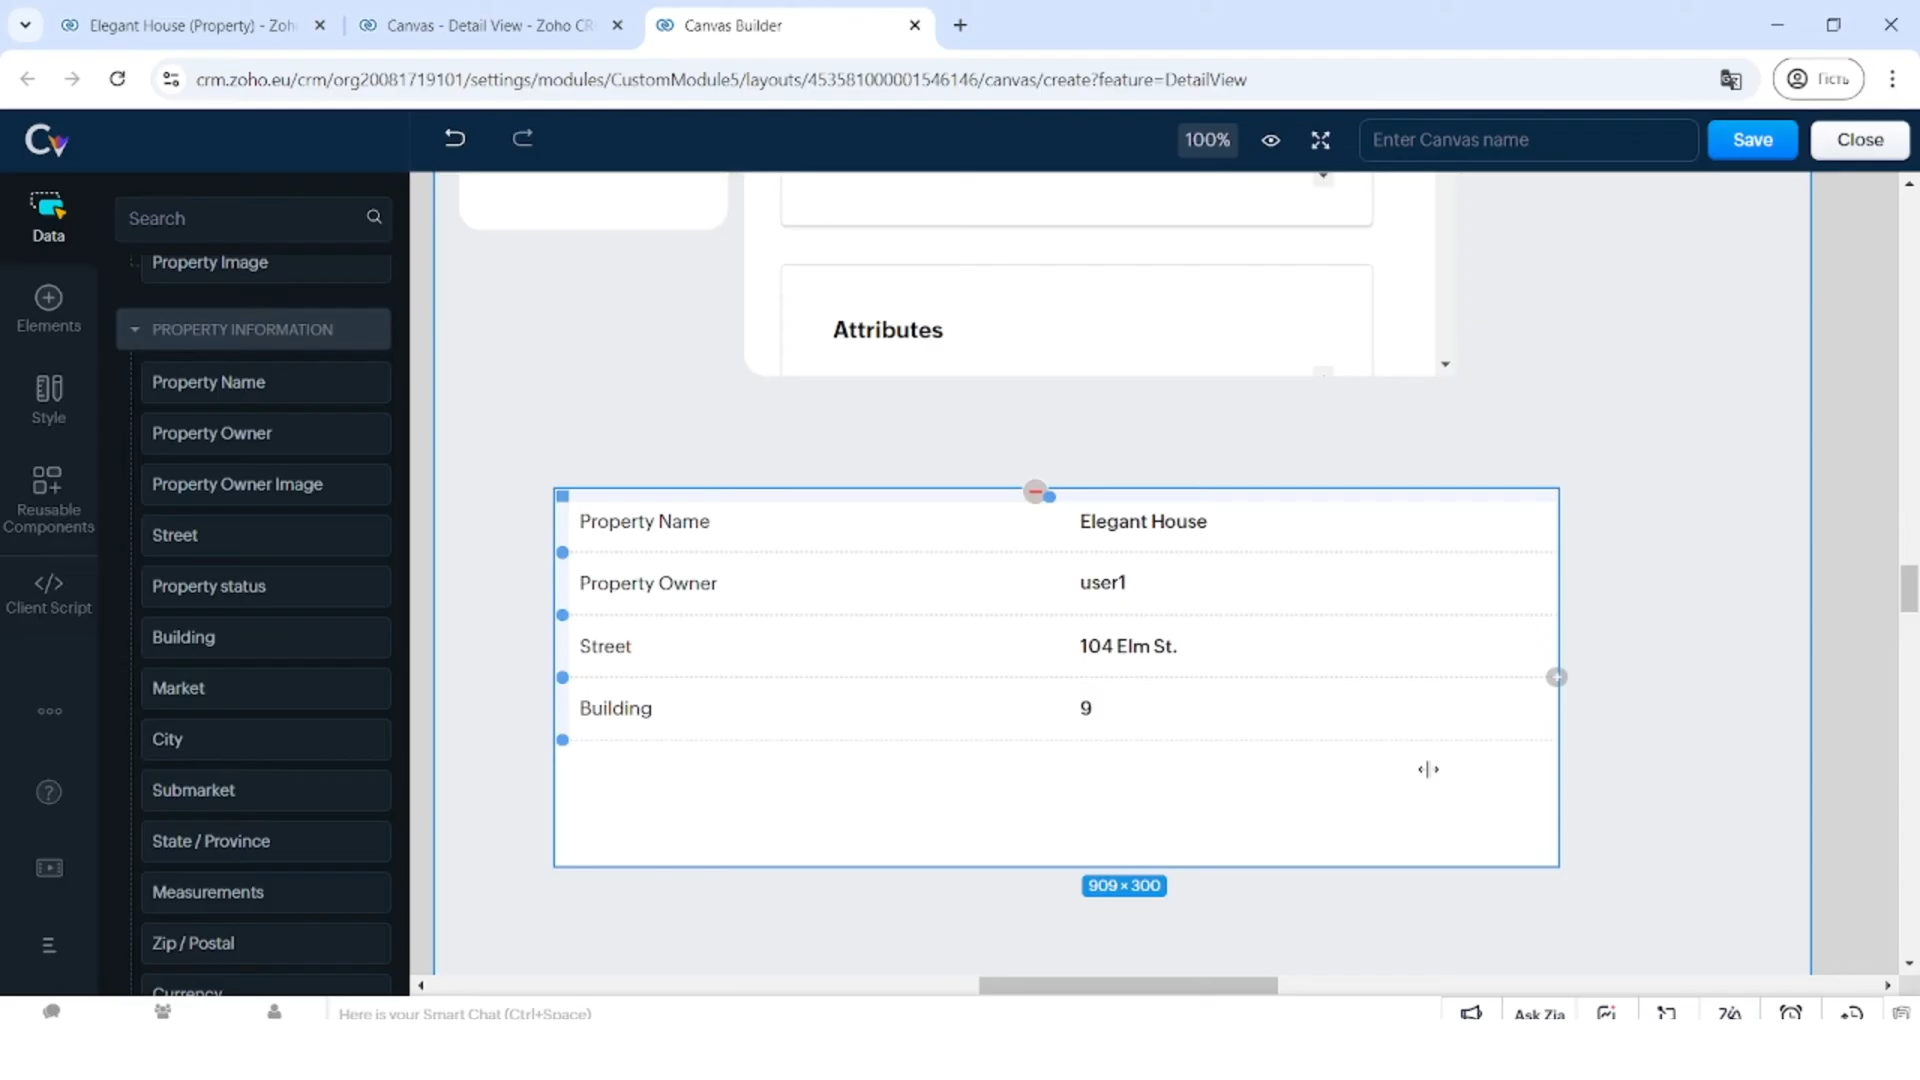 Elegant House (Property) - Zoh
Canvas - Detail View - Zoho CR
Canvas Builder
crm.zoho.eu/crm/org20081719101/settings/modules/CustomModule5/layouts/453581000001546146/canvas/create?feature=DetailView
Гість
Cv
100%
Enter Canvas name
Save
Close
Data
Elements
Style
Reusable
Components
Client Script
Search
Property Image
PROPERTY INFORMATION
Property Name
Property Owner
Property Owner Image
Street
Property status
Building
Market
City
Submarket
State / Province
Measurements
Zip / Postal
Currency
Attributes
Property Name Elegant House
Property Owner user1
Street 104 Elm St.
Building 9
909 × 300
Here is your Smart Chat (Ctrl+Space)
Ask Zia